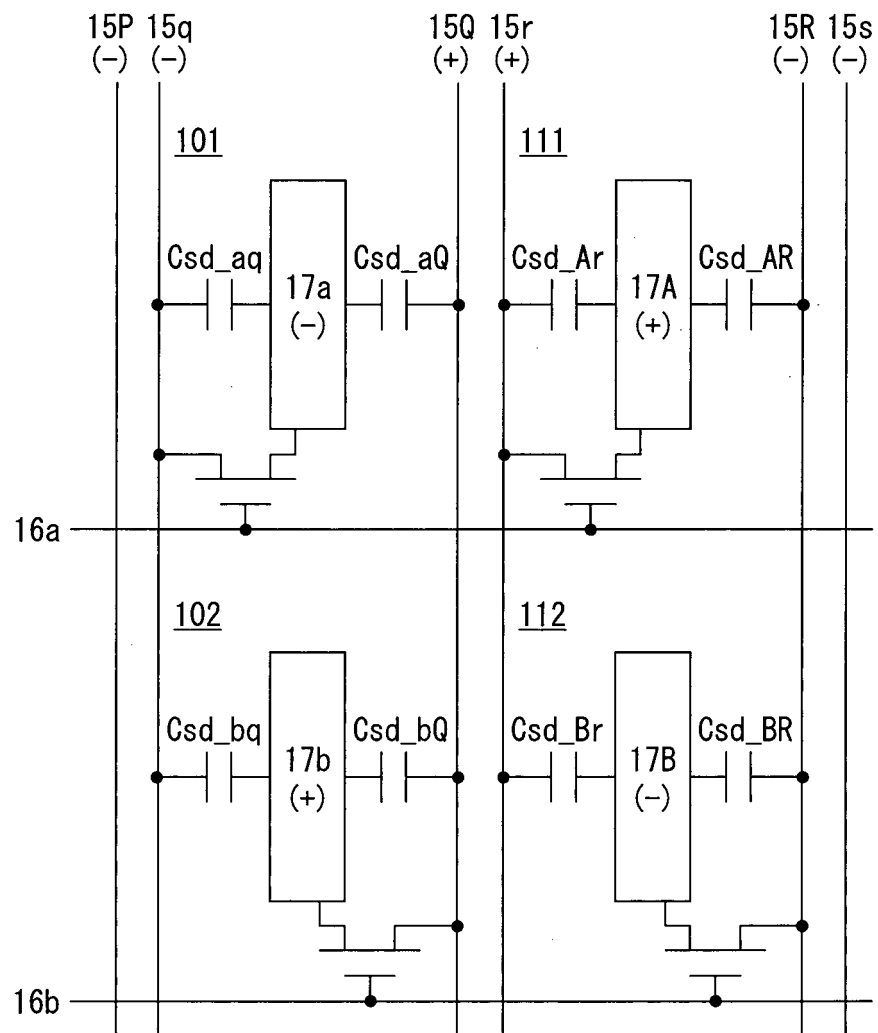 15P 15q 15Q 15r 15R 15s
(−) (−) (+) (+) (−) (−)
101 111
Csd_aq Csd_aQ Csd_Ar Csd_AR
17a 17A
(−) (+)
16a
102 112
Csd_bq Csd_bQ Csd_Br Csd_BR
17b 17B
(+) (−)
16b